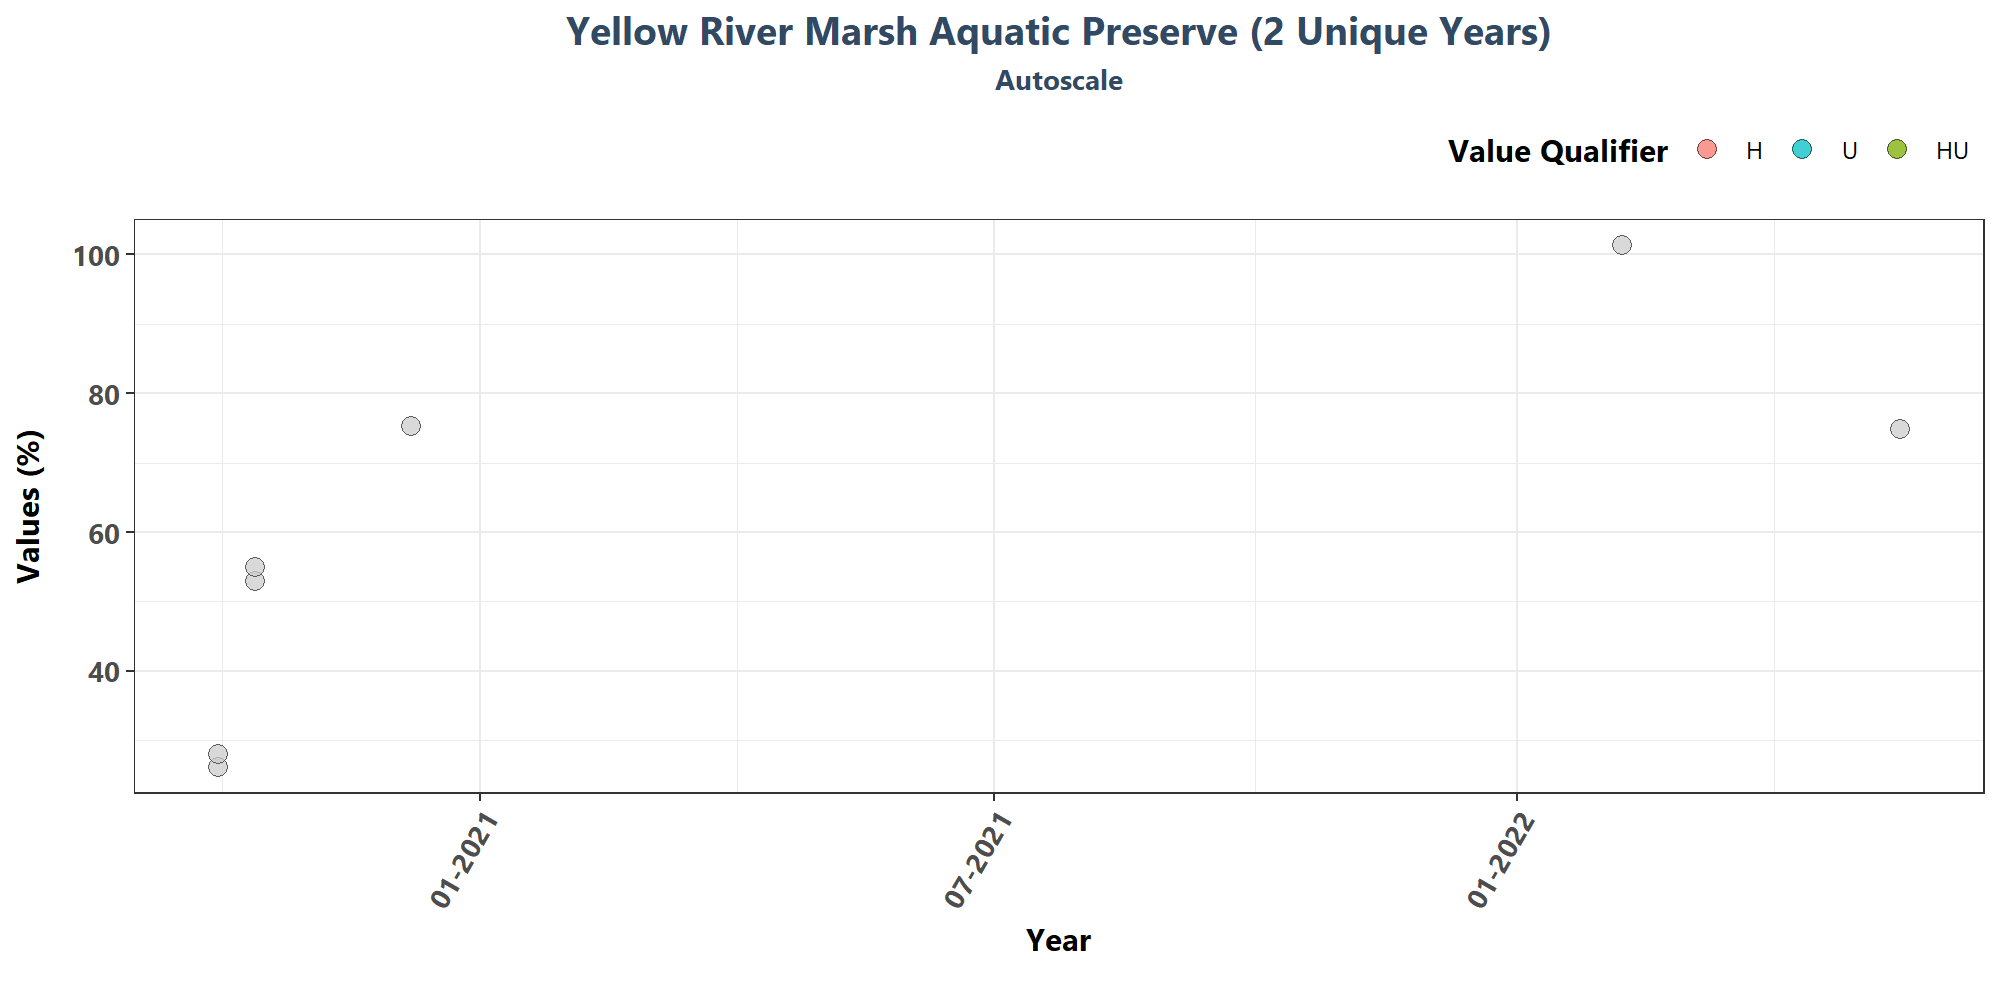 Yellow River Marsh Aquatic Preserve (2 Unique Years)
Autoscale
Value Qualifier H U HU
100
80
60
40
Values (%)
01-2021 07-2021 01-2022
Year